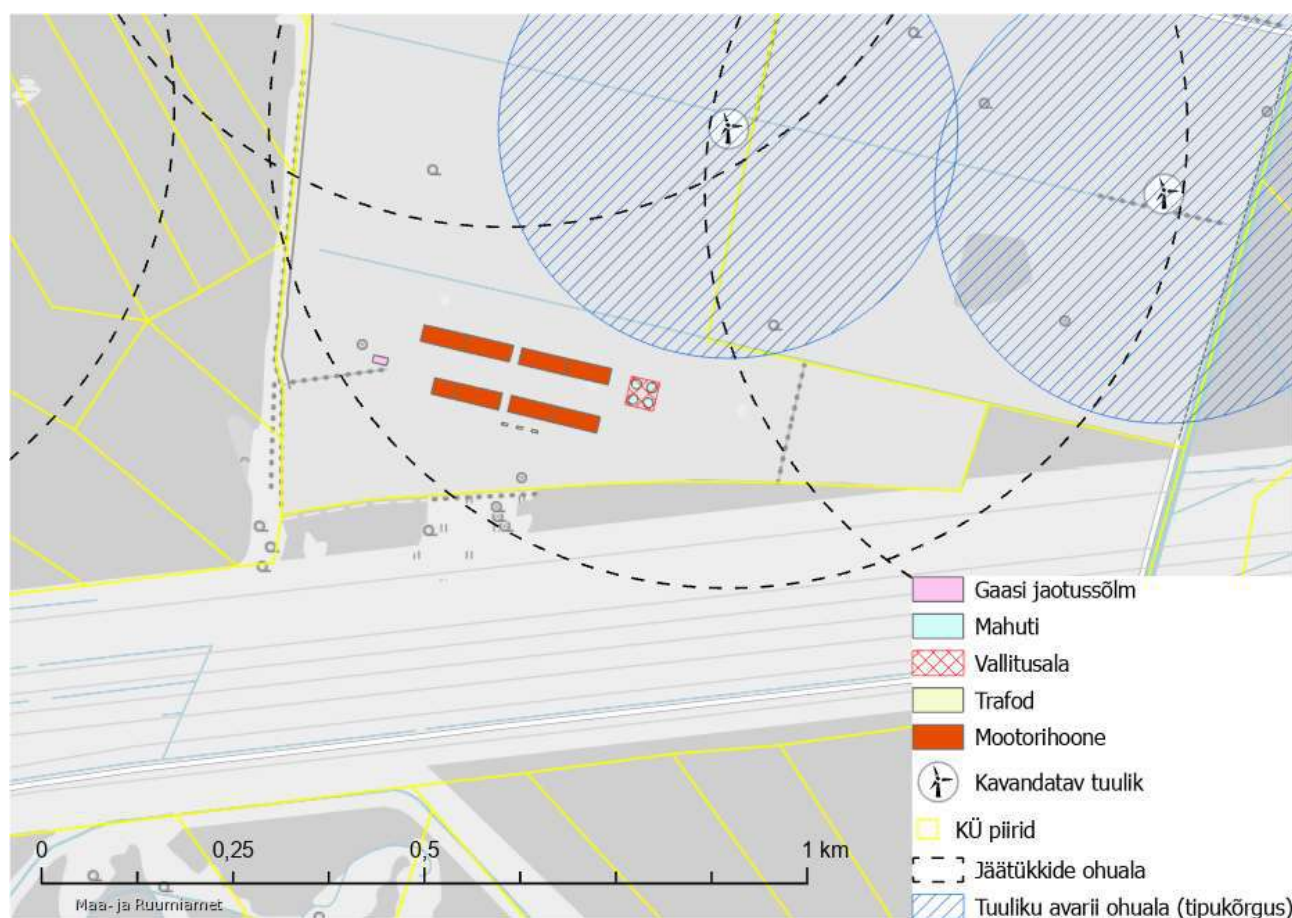 Gaasi jaotussõlm
Mahuti
Vallitusala
Trafod
Mootorihoone
Kavandatav tuulik
KÜ piirid
Jäätükkide ohuala
Tuuliku avarii ohuala (tipukõrgus)
0 0,25 0,5 1 km
Maa- ja Ruumiamet